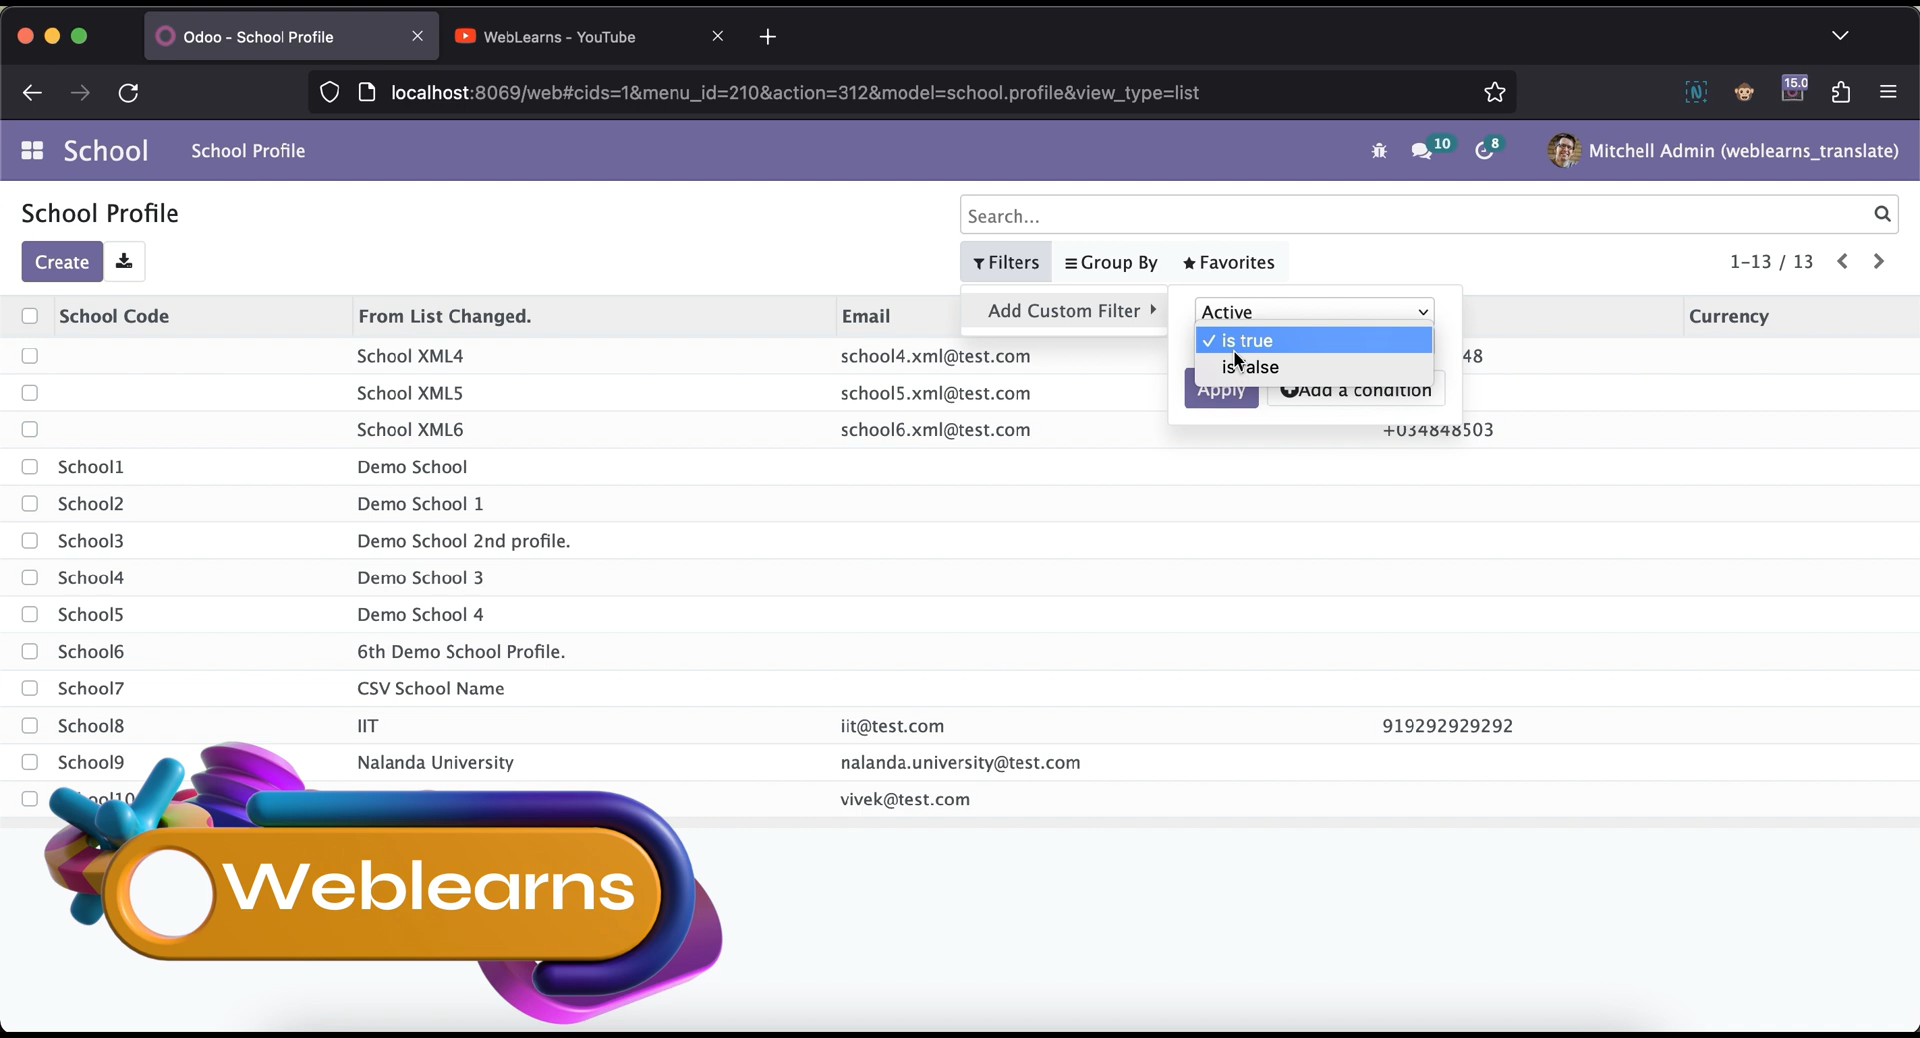 Odoo - School Profile
WebLearns - YouTube
localhost:8069/web#cids=1&menu_id=210&action=312&model=school.profile&view_type=list
15.0
School School Profile
10 8
Mitchell Admin (weblearns_translate)
School Profile
Search...
Create
Filters Group By Favorites
1-13 / 13
School Code From List Changed. Email Currency
Add Custom Filter
Active
is true
is false
Apply
Add a condition
School XML4 school4.xml@test.com 48
School XML5 school5.xml@test.com
School XML6 school6.xml@test.com +034848503
School1 Demo School
School2 Demo School 1
School3 Demo School 2nd profile.
School4 Demo School 3
School5 Demo School 4
School6 6th Demo School Profile.
School7 CSV School Name
School8 IIT iit@test.com 919292929292
School9 Nalanda University nalanda.university@test.com
ool10 vivek@test.com
Weblearns